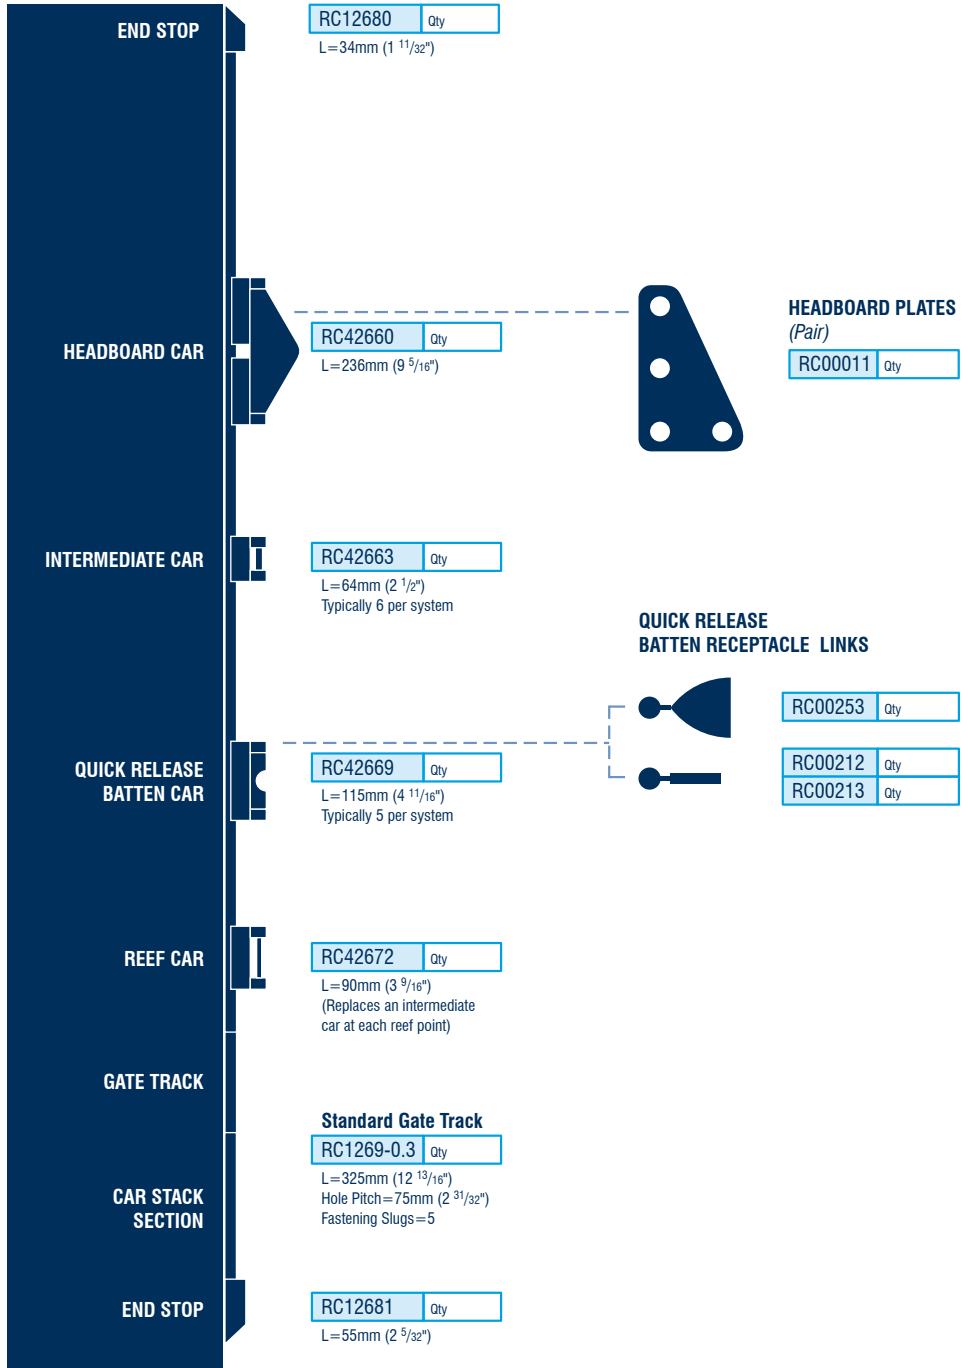 END STOP
RC12680 Qty
L=34mm (1 11/32")
HEADBOARD CAR
RC42660 Qty
L=236mm (9 5/16")
HEADBOARD PLATES
(Pair)
RC00011 Qty
INTERMEDIATE CAR
RC42663 Qty
L=64mm (2 1/2")
Typically 6 per system
QUICK RELEASE
BATTEN RECEPTACLE LINKS
RC00253 Qty
RC00212 Qty
RC00213 Qty
QUICK RELEASE
BATTEN CAR
RC42669 Qty
L=115mm (4 11/16")
Typically 5 per system
REEF CAR
RC42672 Qty
L=90mm (3 9/16")
(Replaces an intermediate
car at each reef point)
GATE TRACK
Standard Gate Track
RC1269-0.3 Qty
L=325mm (12 13/16")
Hole Pitch=75mm (2 31/32")
Fastening Slugs=5
CAR STACK
SECTION
END STOP
RC12681 Qty
L=55mm (2 5/32")